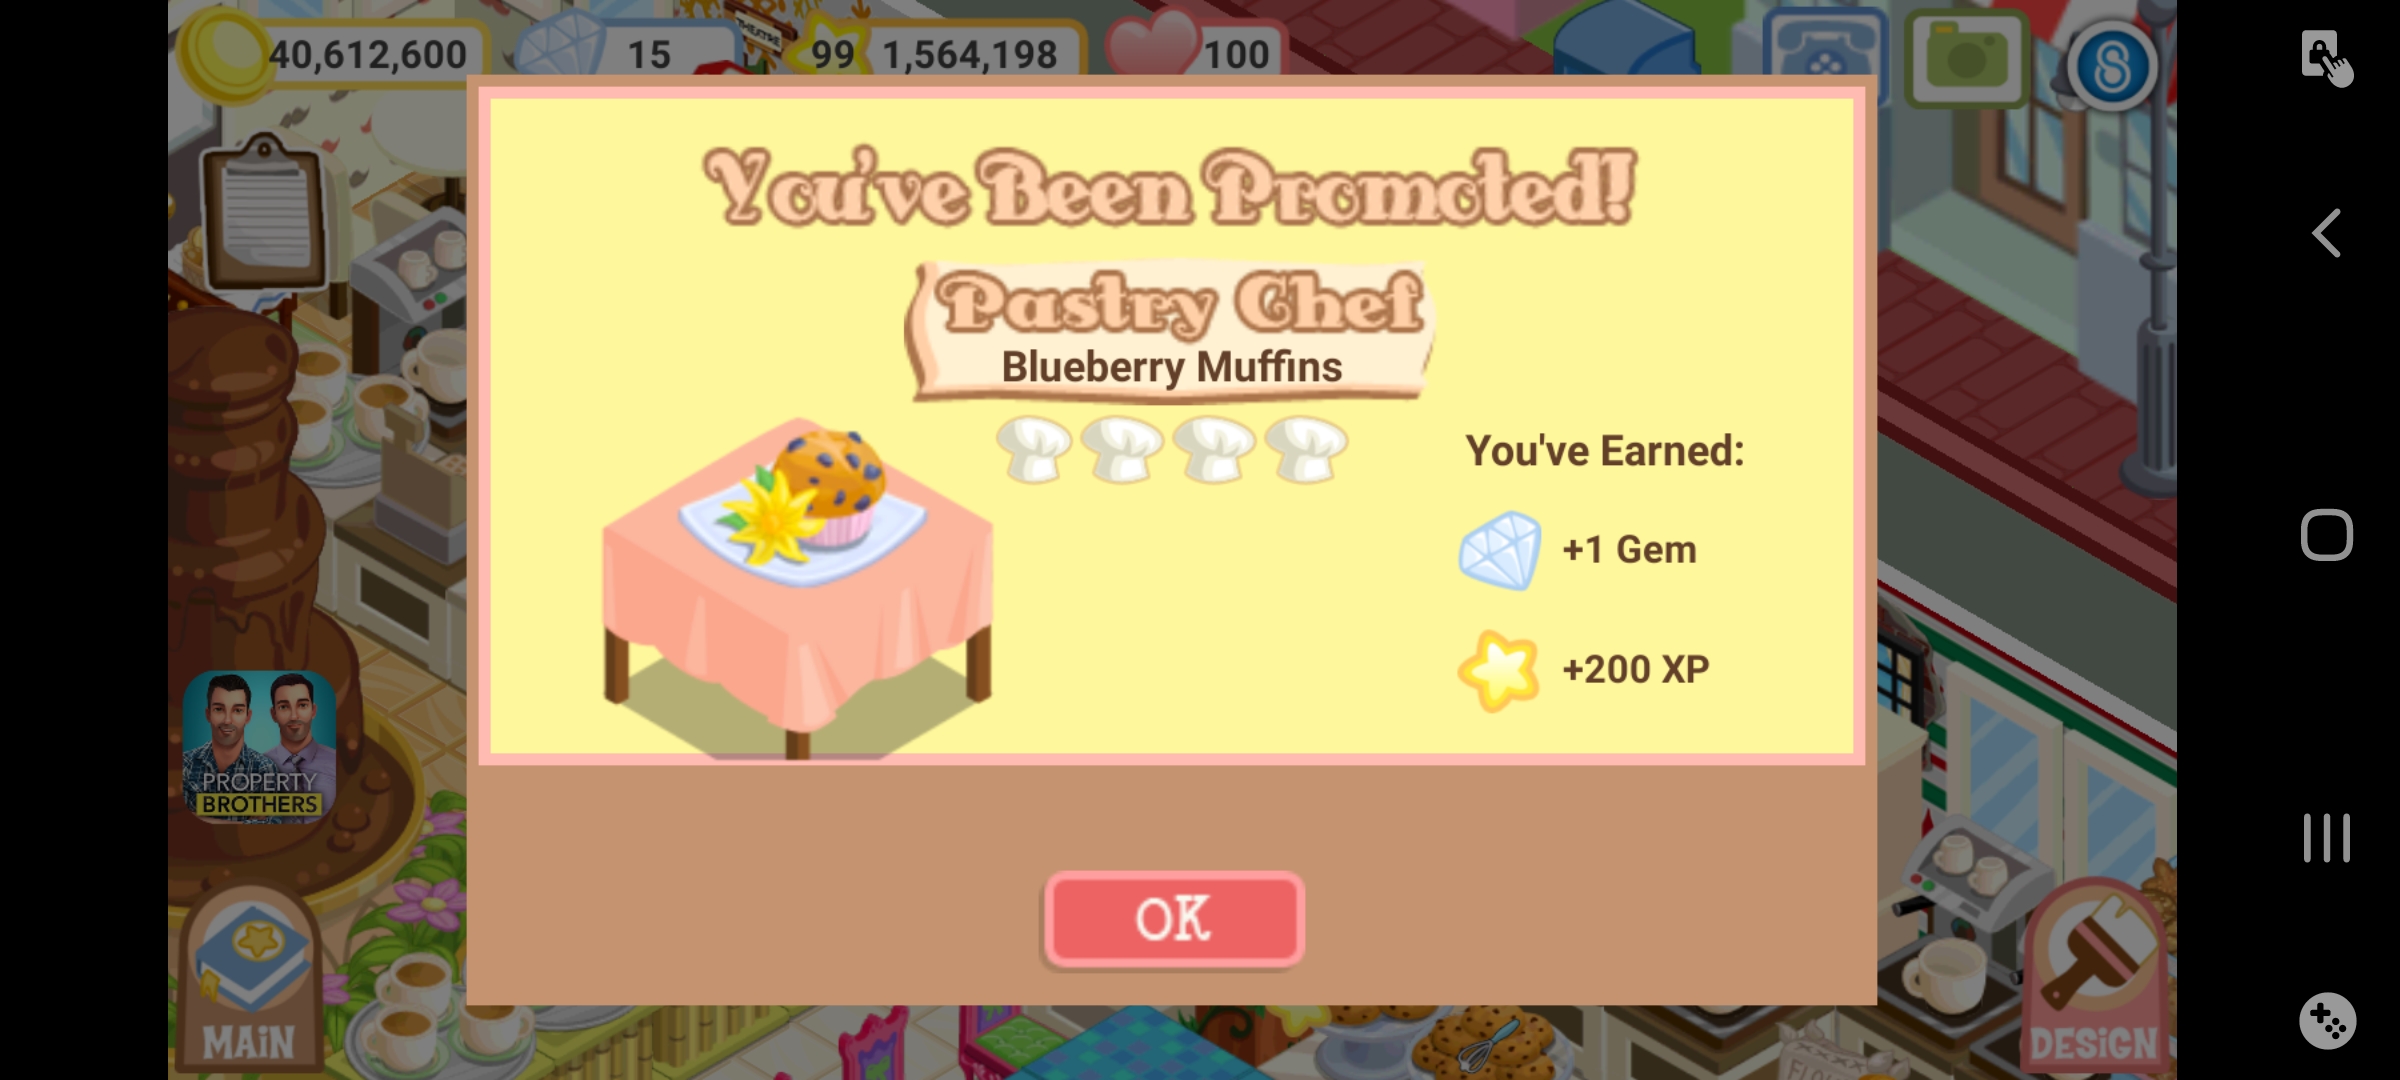 40,612,600
15
99 1,564,198
100
THEATRE
You've Been Promoted!
Pastry Chef
Blueberry Muffins
You've Earned:
+1 Gem
+200 XP
PROPERTY
BROTHERS
OK
MAiN
DESiGN